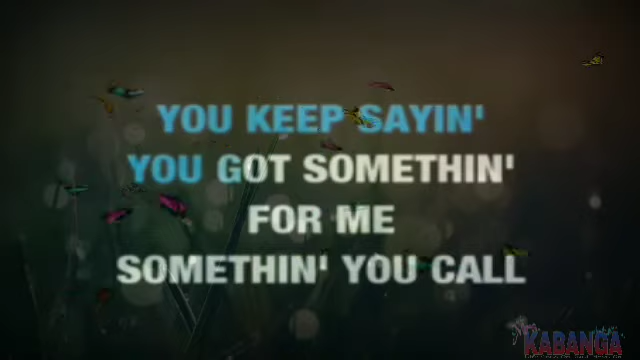 YOU KEEP SAYIN'
YOU GOT SOMETHIN'
FOR ME
SOMETHIN' YOU CALL
KABANGA